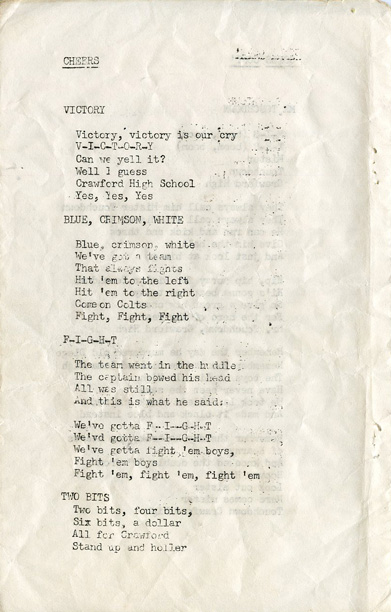 CHEERS
VICTORY
Victory, victory is our cry
V-I-C-T-O-R-Y
Can we yell it?
Well I guess
Crawford High School
Yes, Yes, Yes
BLUE, CRIMSON, WHITE
Blue, crimson, white
We've got a team
That always fights
Hit 'em to the left
Hit 'em to the right
Come on Colts
Fight, Fight, Fight
F-I-G-H-T
The team went in the huddle,
The captain bowed his head
All was still
And this is what he said:
We've gotta F--I--G-H-T
We'vd gotta F--I--G-H-T
We've gotta fight 'em boys,
Fight 'em boys
Fight 'em, fight 'em, fight 'em
TWO BITS
Two bits, four bits,
Six bits, a dollar
All for Crawford
Stand up and holler